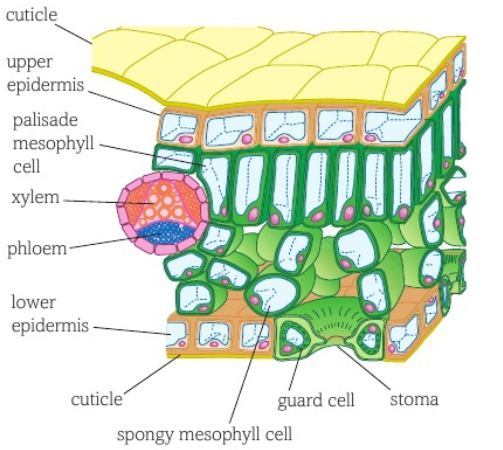 cuticle
upper
epidermis
palisade
mesophyll
cell
xylem
phloem
lower
epidermis
cuticle
guard cell
stoma
spongy mesophyll cell